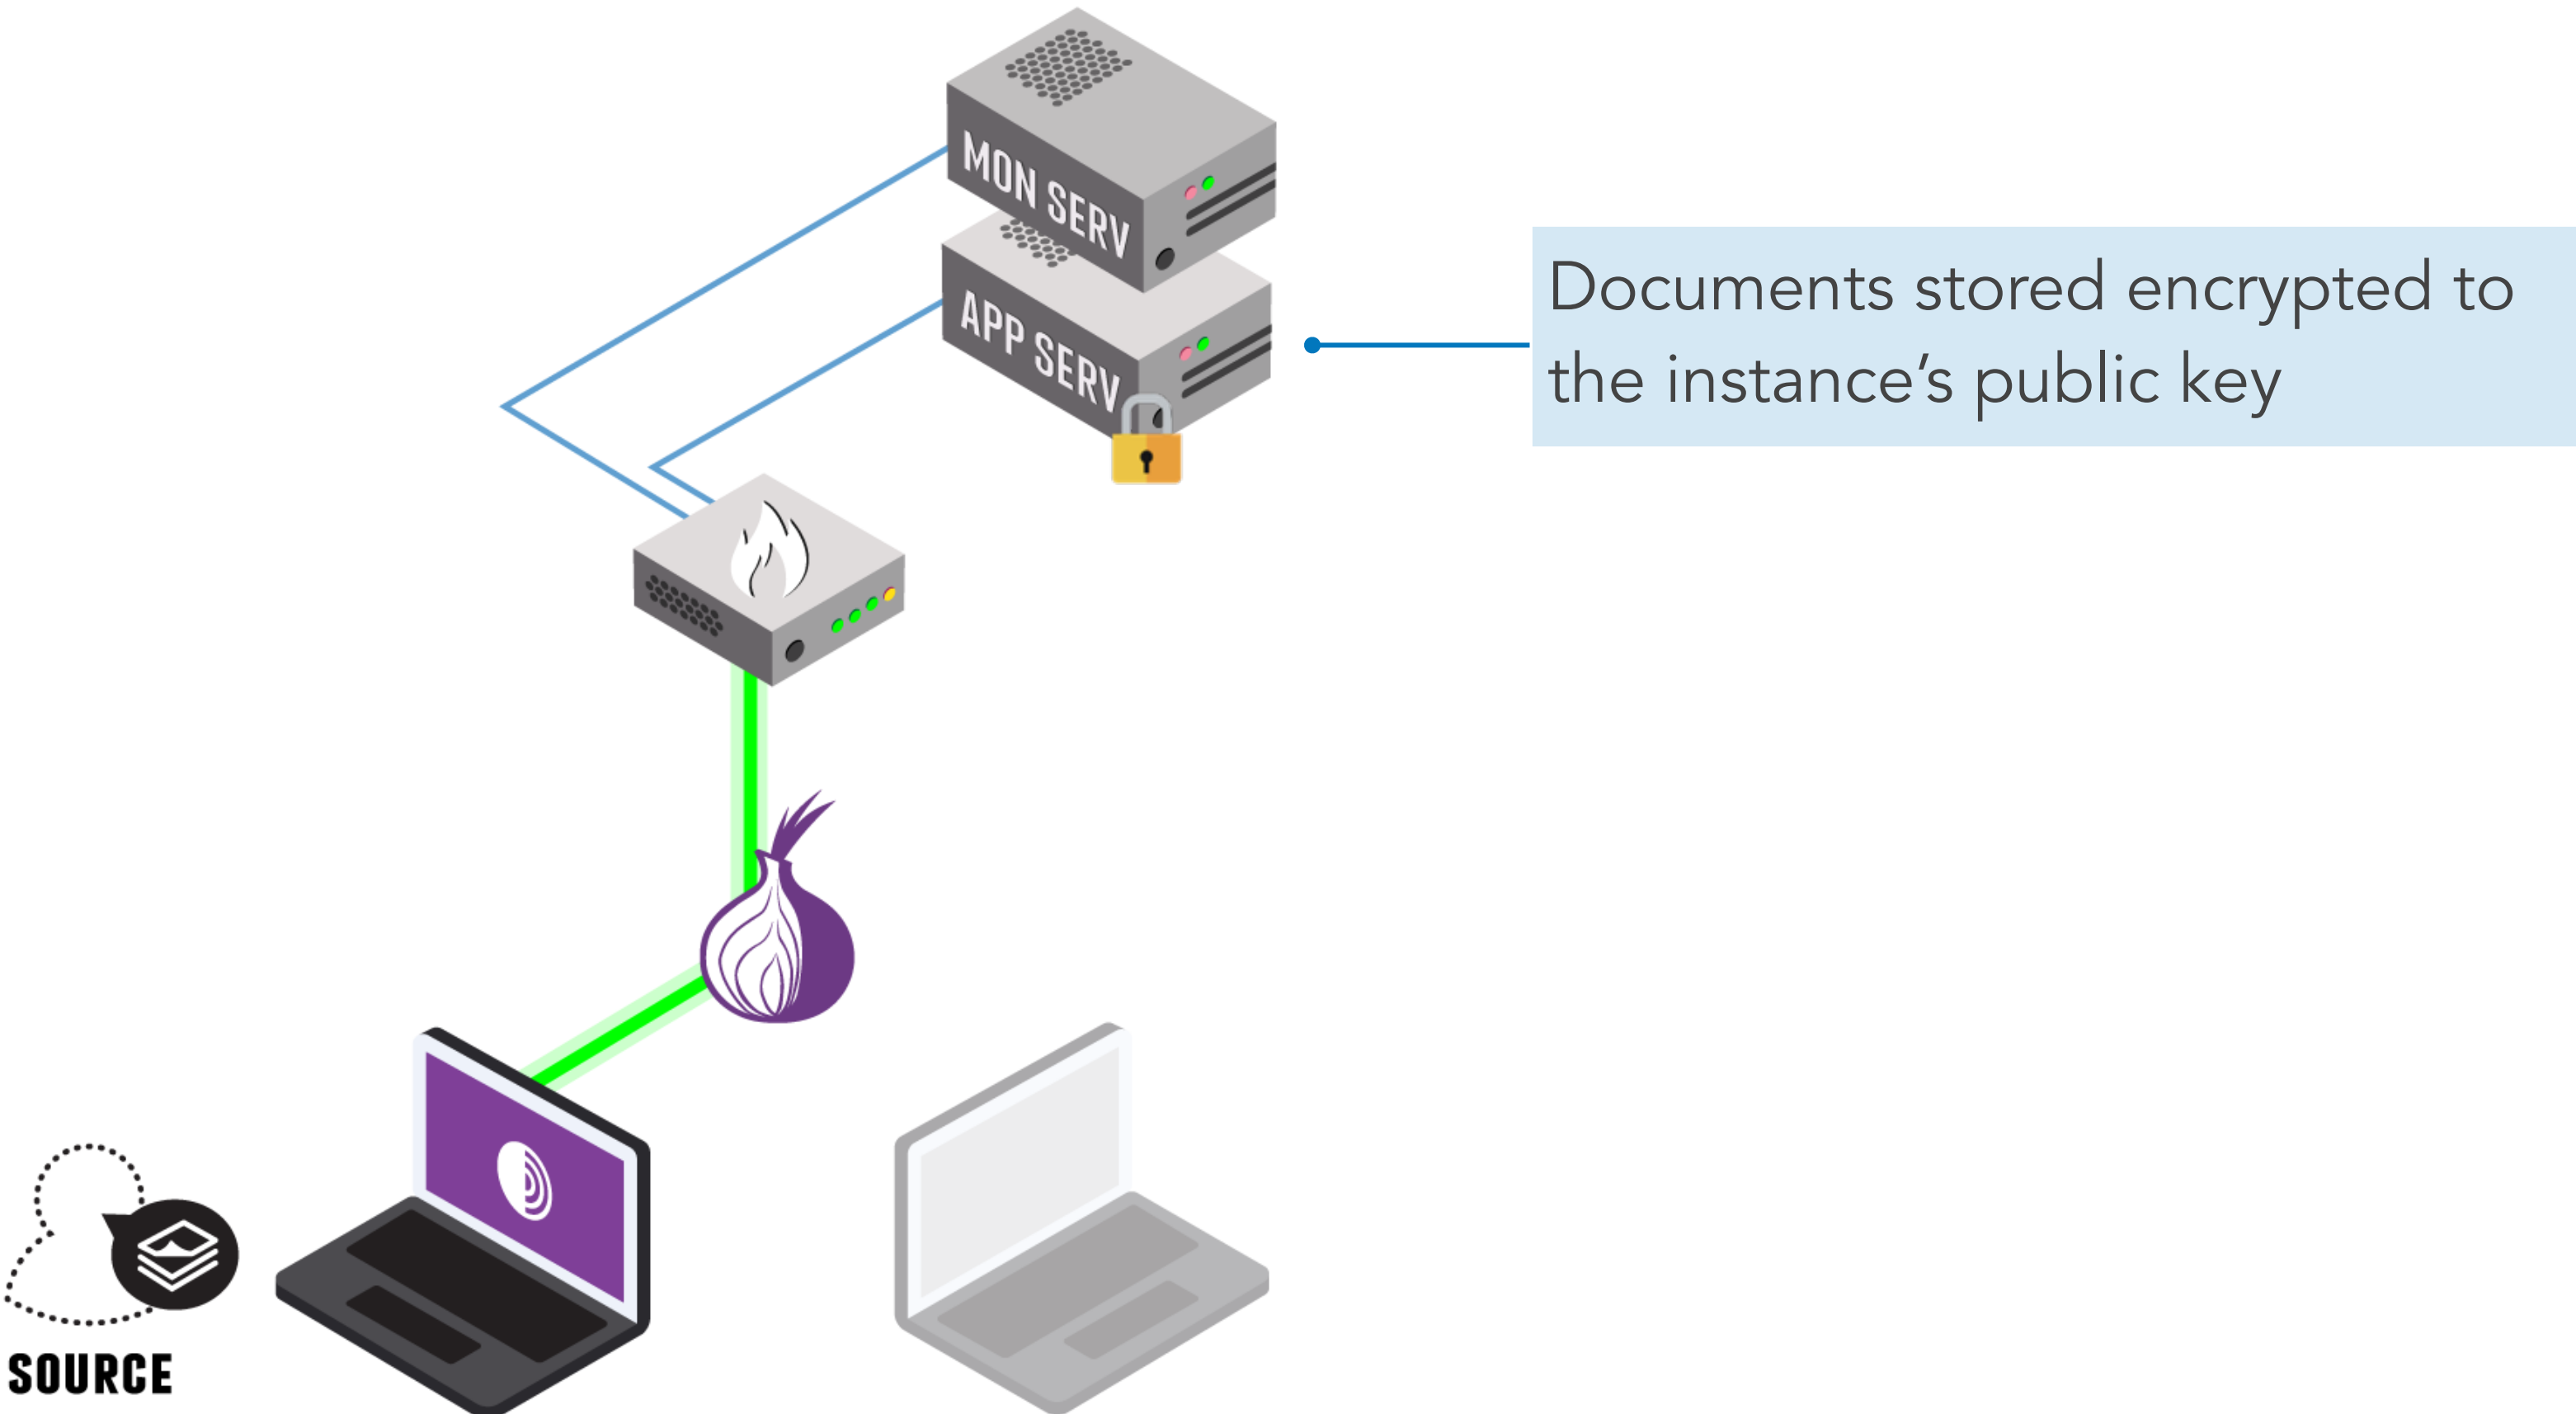 MON SERV
APP SERV
Documents stored encrypted to
the instance’s public key
SOURCE